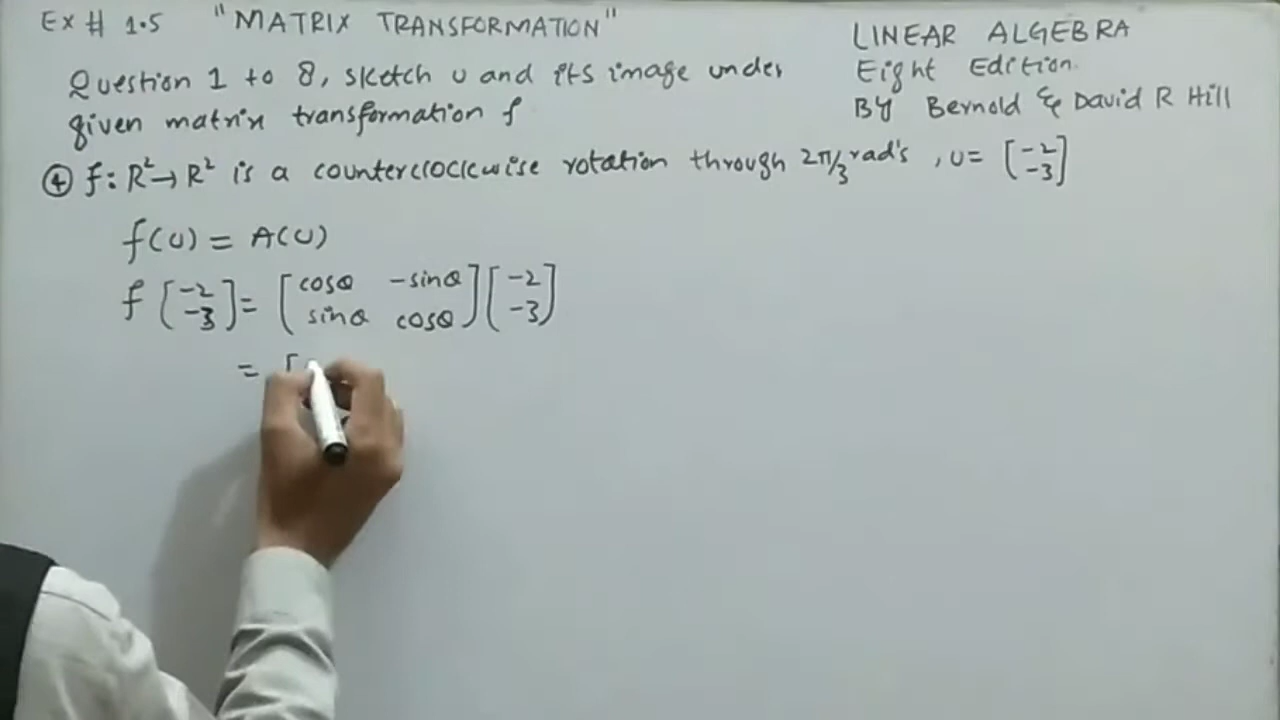 Ex # 1.5 "MATRIX TRANSFORMATION"
LINEAR ALGEBRA
Eight Edition.
BY Bernold & David R Hill
Question 1 to 8, sketch u and its image under
given matrix transformation f
④ f: R² → R² is a counterclockwise rotation through 2π/3 rad's , u= [-2 -3]
f(u) = A(u)
f [-2 -3] = [cosθ -sinθ sinθ cosθ] [-2 -3]
= [